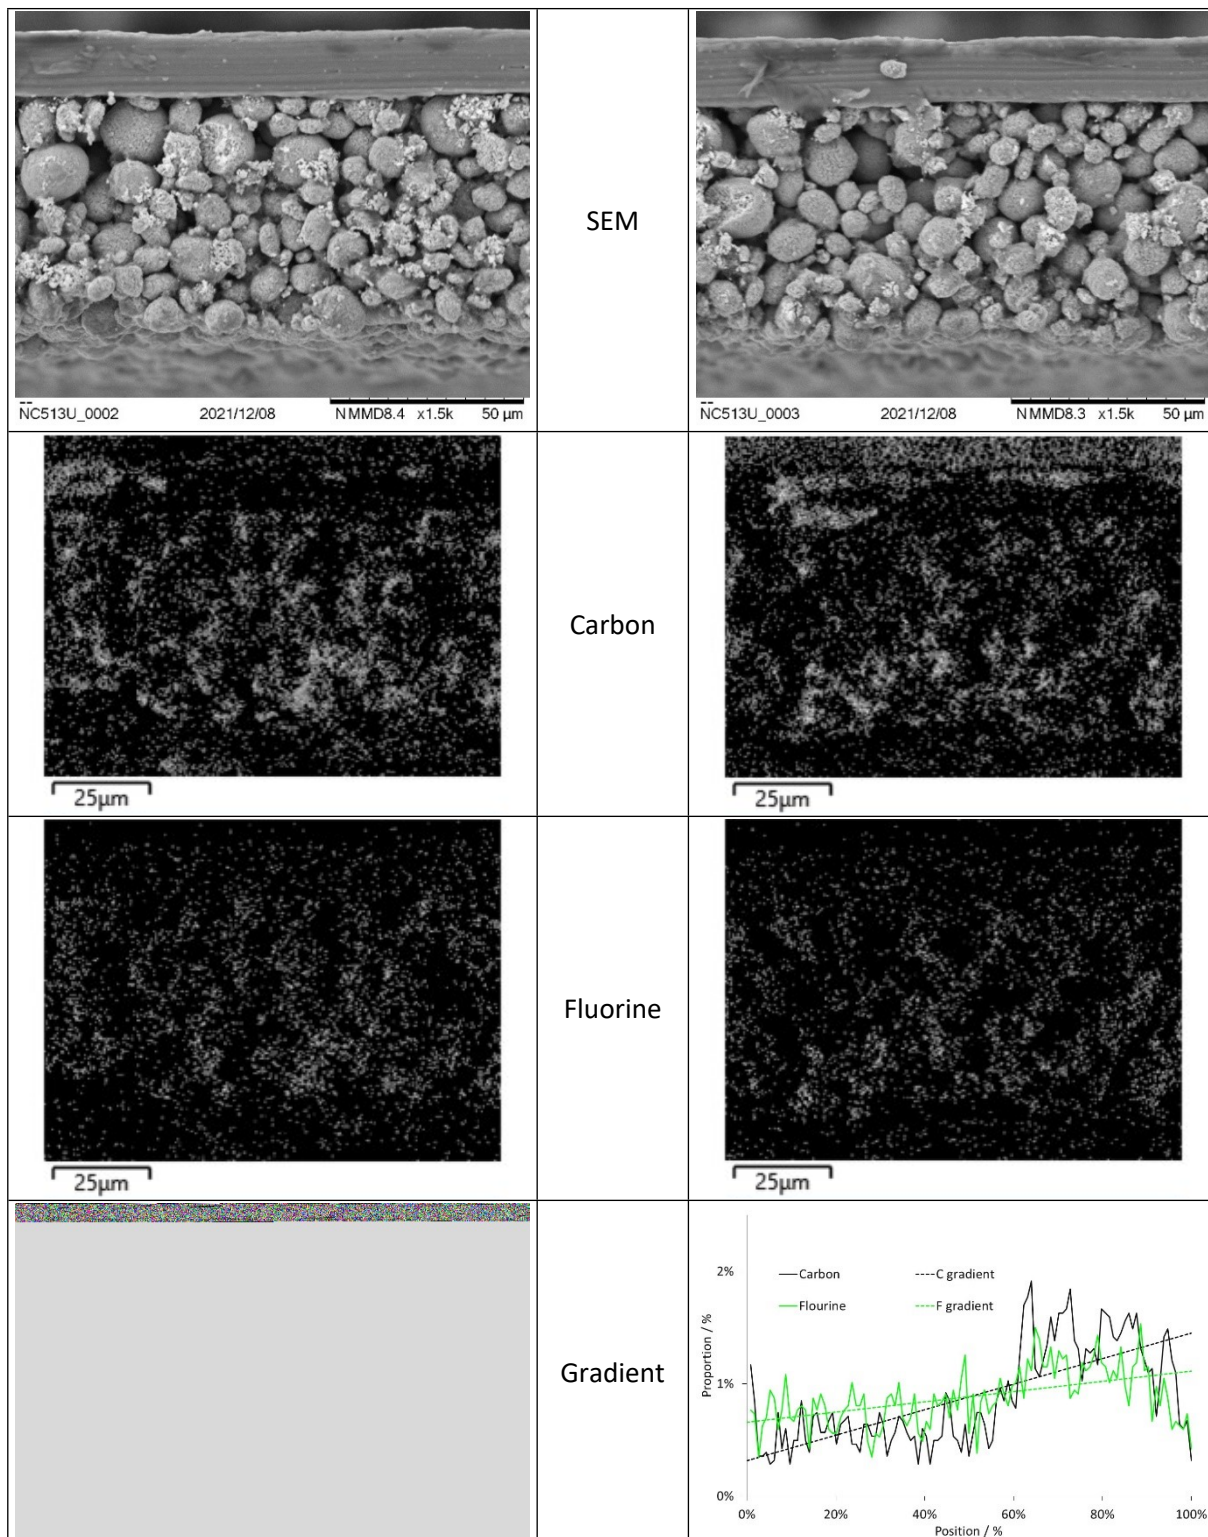 SEM
NC513U_0002 2021/12/08 NMMD8.4 x1.5k 50 µm
NC513U_0003 2021/12/08 NMMD8.3 x1.5k 50 µm
Carbon
25µm
25µm
Fluorine
25µm
25µm
Gradient
2%
1%
0%
Proportion / %
Carbon
C gradient
Flourine
F gradient
0% 20% 40% 60% 80% 100%
Position / %